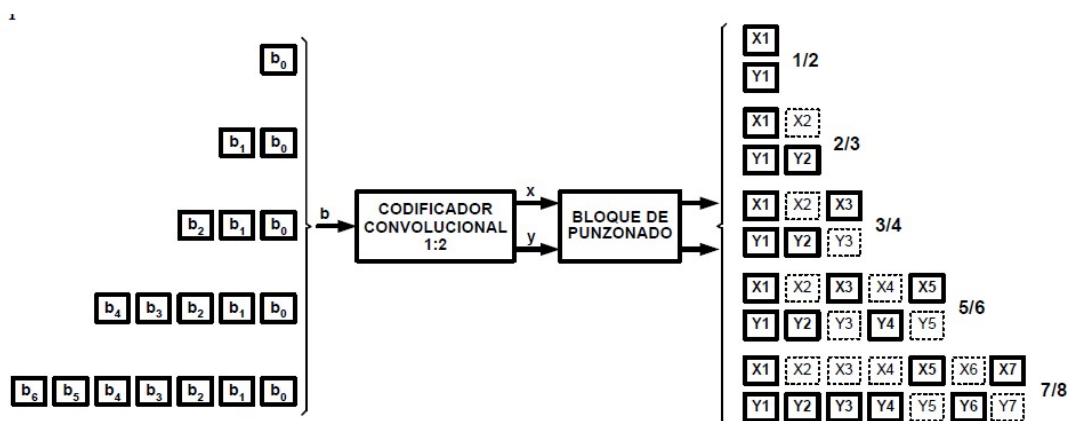 b₀
b₁ b₀
b₂ b₁ b₀
b₄ b₃ b₂ b₁ b₀
b₆ b₅ b₄ b₃ b₂ b₁ b₀
b
CODIFICADOR
CONVOLUCIONAL
1:2
x
y
BLOQUE DE
PUNZONADO
X1
Y1
1/2
X1 X2
Y1 Y2
2/3
X1 X2 X3
Y1 Y2 Y3
3/4
X1 X2 X3 X4 X5
Y1 Y2 Y3 Y4 Y5
5/6
X1 X2 X3 X4 X5 X6 X7
Y1 Y2 Y3 Y4 Y5 Y6 Y7
7/8